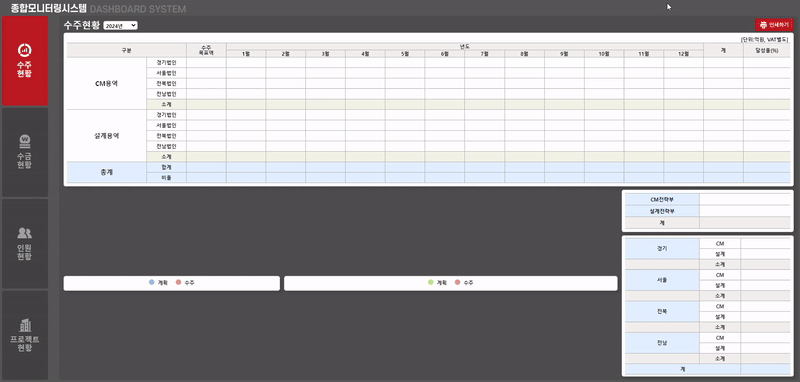 종합모니터링시스템 DASHBOARD SYSTEM
수주현황 2024년 인쇄하기
(단위:억원, VAT별도)
구분 수주목표액 년도 계 달성률(%)
1월 2월 3월 4월 5월 6월 7월 8월 9월 10월 11월 12월
CM용역
경기법인
서울법인
전북법인
전남법인
소계
설계용역
경기법인
서울법인
전북법인
전남법인
소계
총계
합계
비율
수주
현황
수금
현황
인원
현황
프로젝트
현황
계획 수주
계획 수주
CM전략부
설계전략부
계
경기
CM
설계
소계
서울
CM
설계
소계
전북
CM
설계
소계
전남
CM
설계
소계
계